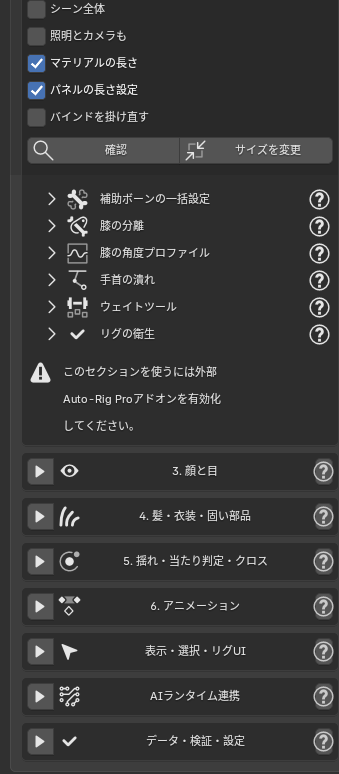 シーン全体
照明とカメラも
マテリアルの長さ
パネルの長さ設定
バインドを掛け直す
確認
サイズを変更
補助ボーンの一括設定
膝の分離
膝の角度プロファイル
手首の潰れ
ウェイトツール
リグの衛生
このセクションを使うには外部
Auto-Rig Proアドオンを有効化
してください。
3. 顔と目
4. 髪・衣装・固い部品
5. 揺れ・当たり判定・クロス
6. アニメーション
表示・選択・リグUI
AIランタイム連携
データ・検証・設定